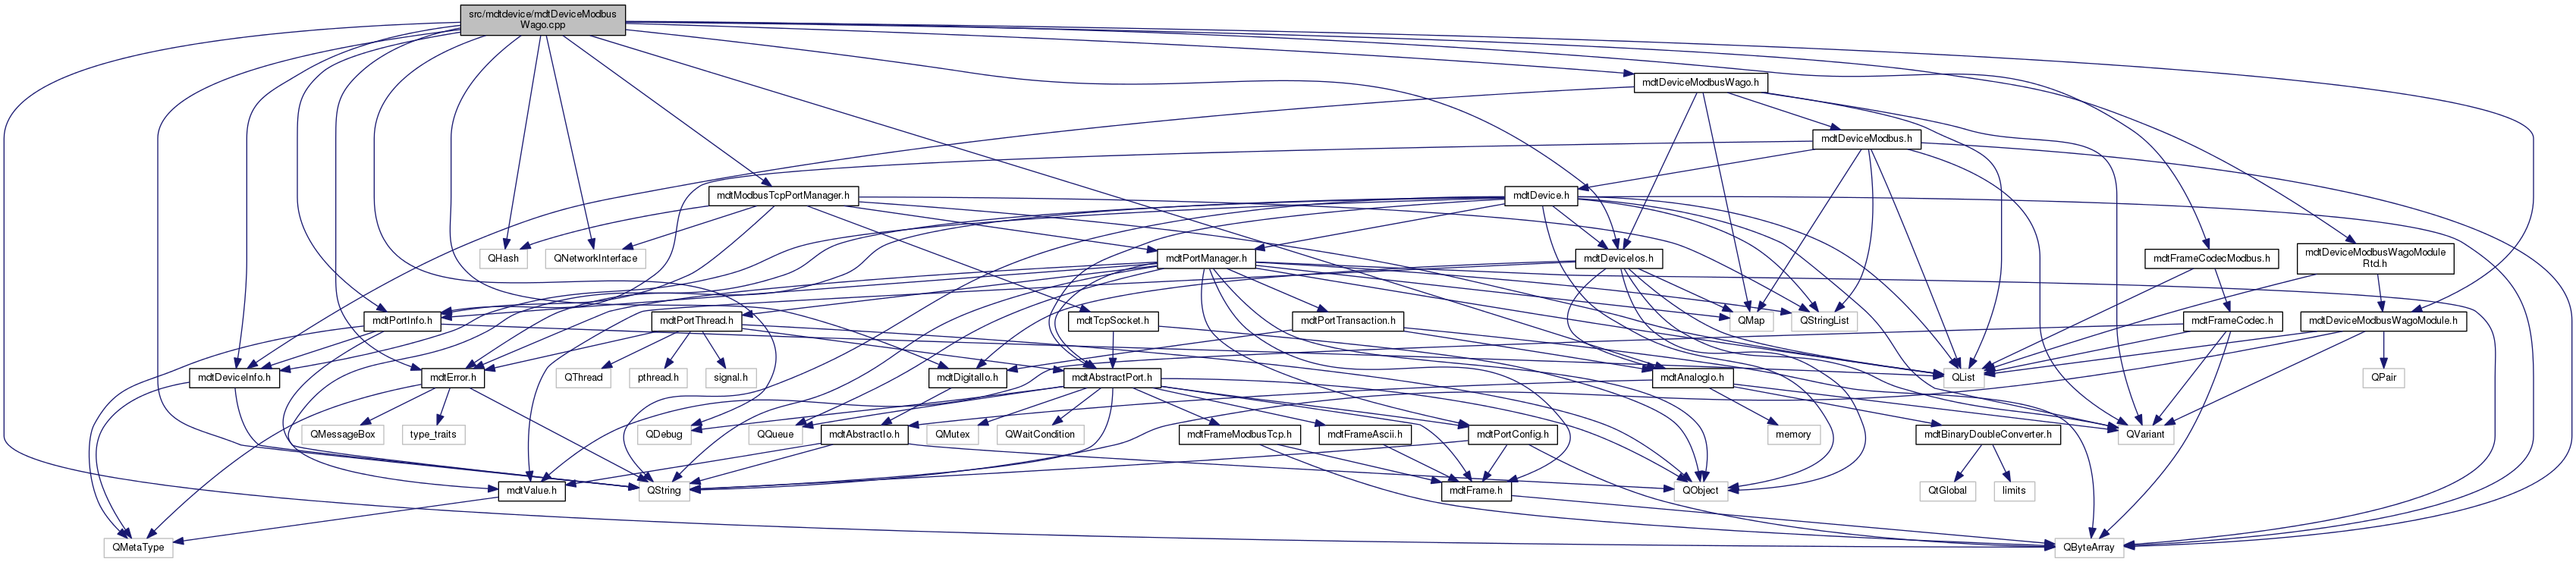 src/mdtdevice/mdtDeviceModbus
Wago.cpp
mdtDeviceModbusWago.h
mdtDeviceModbus.h
mdtModbusTcpPortManager.h
mdtDevice.h
QHash
QNetworkInterface
mdtPortManager.h
mdtDeviceIos.h
mdtFrameCodecModbus.h
mdtDeviceModbusWagoModule
Rtd.h
mdtPortInfo.h
mdtPortThread.h
mdtTcpSocket.h
mdtPortTransaction.h
QMap
QStringList
mdtFrameCodec.h
mdtDeviceModbusWagoModule.h
mdtDeviceInfo.h
mdtError.h
QThread
pthread.h
signal.h
mdtDigitalIo.h
mdtAbstractPort.h
mdtAnalogIo.h
QList
QPair
QMessageBox
type_traits
QDebug
QQueue
mdtAbstractIo.h
QMutex
QWaitCondition
mdtFrameModbusTcp.h
mdtFrameAscii.h
mdtPortConfig.h
memory
mdtBinaryDoubleConverter.h
QVariant
mdtValue.h
QString
mdtFrame.h
QObject
QtGlobal
limits
QMetaType
QByteArray